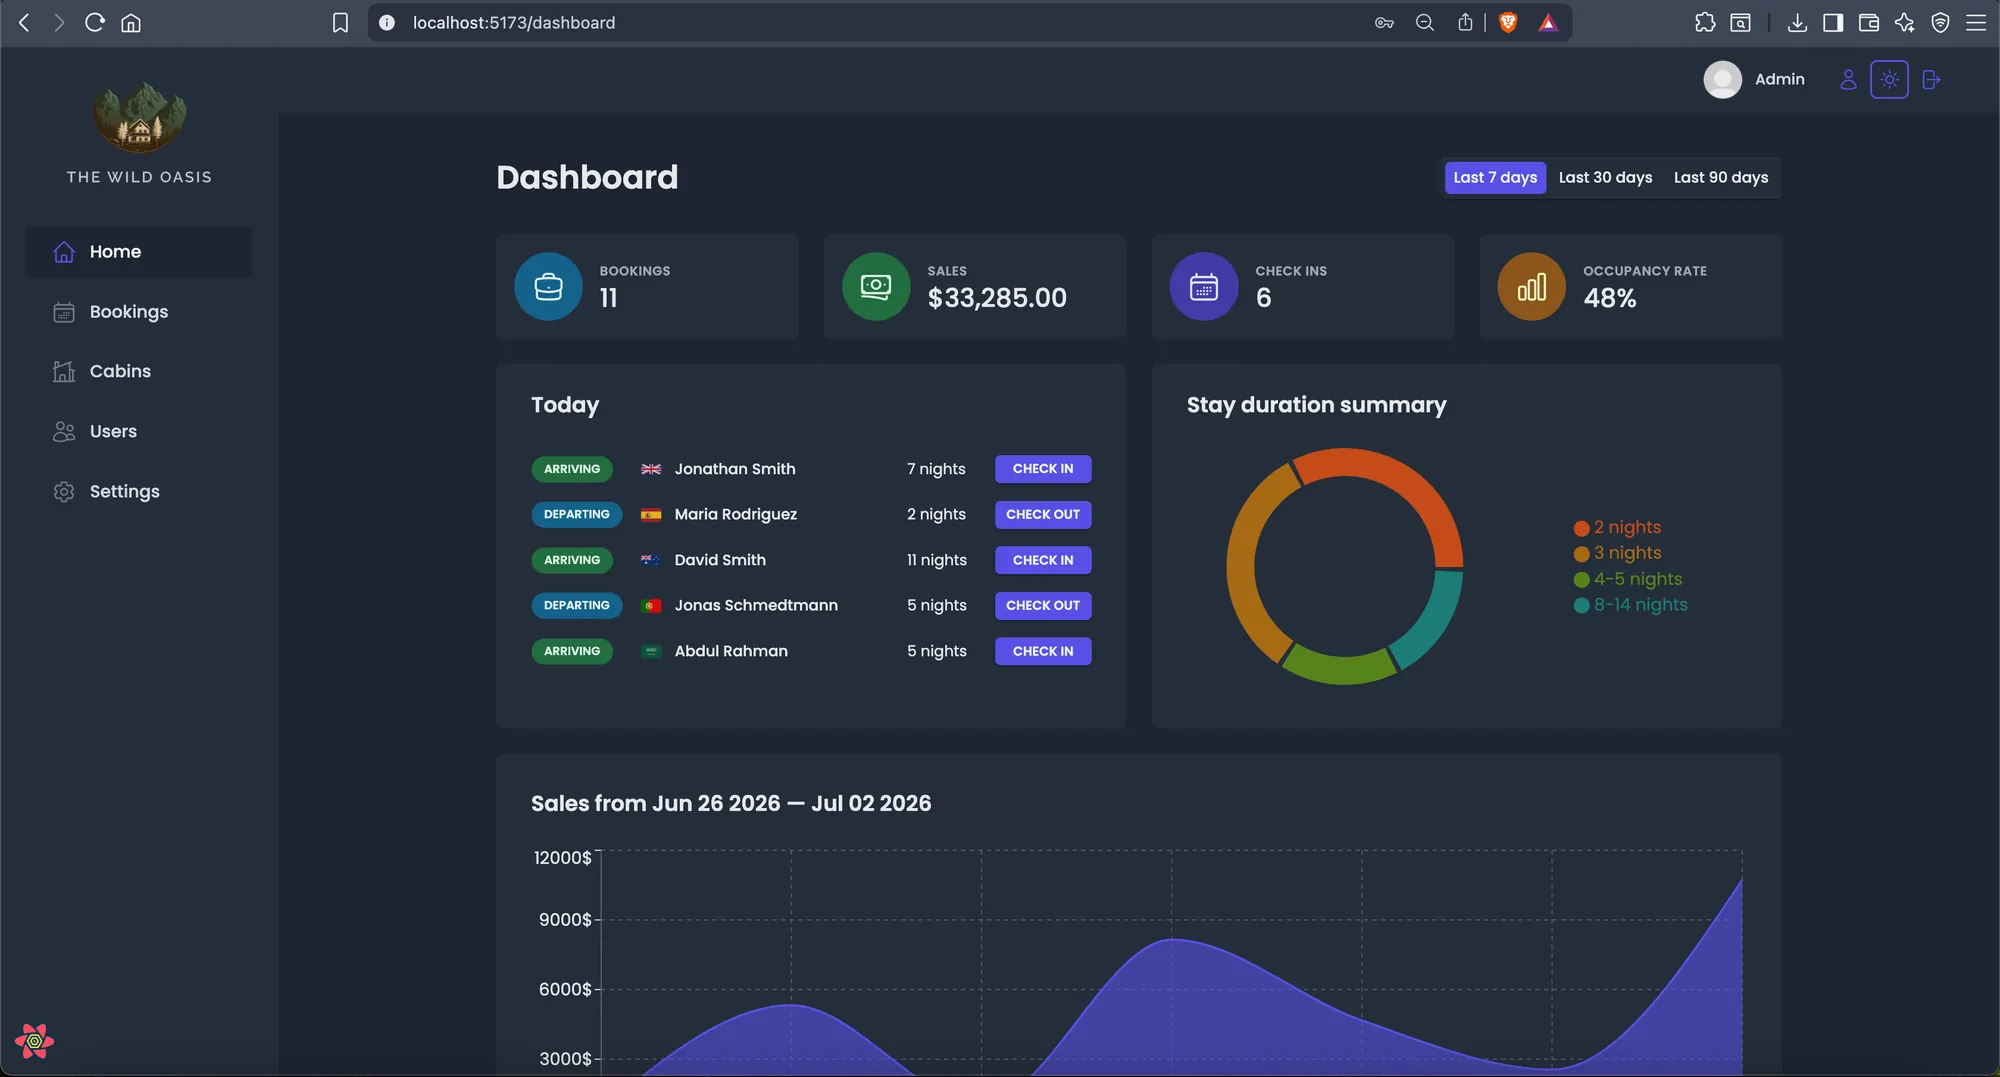 localhost:5173/dashboard
Admin
THE WILD OASIS
Home
Bookings
Cabins
Users
Settings
Dashboard
Last 7 days Last 30 days Last 90 days
BOOKINGS
11
SALES
$33,285.00
CHECK INS
6
OCCUPANCY RATE
48%
Today
ARRIVING Jonathan Smith 7 nights CHECK IN
DEPARTING Maria Rodriguez 2 nights CHECK OUT
ARRIVING David Smith 11 nights CHECK IN
DEPARTING Jonas Schmedtmann 5 nights CHECK OUT
ARRIVING Abdul Rahman 5 nights CHECK IN
Stay duration summary
2 nights
3 nights
4-5 nights
8-14 nights
Sales from Jun 26 2026 — Jul 02 2026
12000$
9000$
6000$
3000$